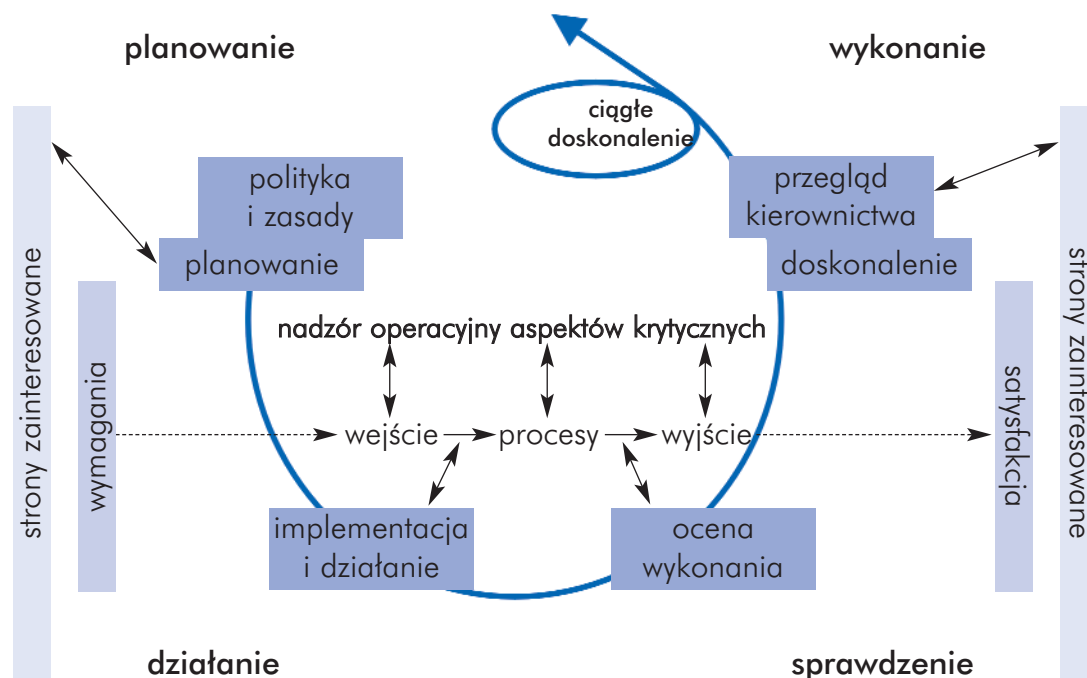 planowanie
wykonanie
ciągłe
doskonalenie
strony zainteresowane
polityka
i zasady
planowanie
przegląd
kierownictwa
doskonalenie
strony zainteresowane
wymagania
nadzór operacyjny aspektów krytycznych
wejście procesy wyjście
satysfakcja
implementacja
i działanie
ocena
wykonania
działanie
sprawdzenie